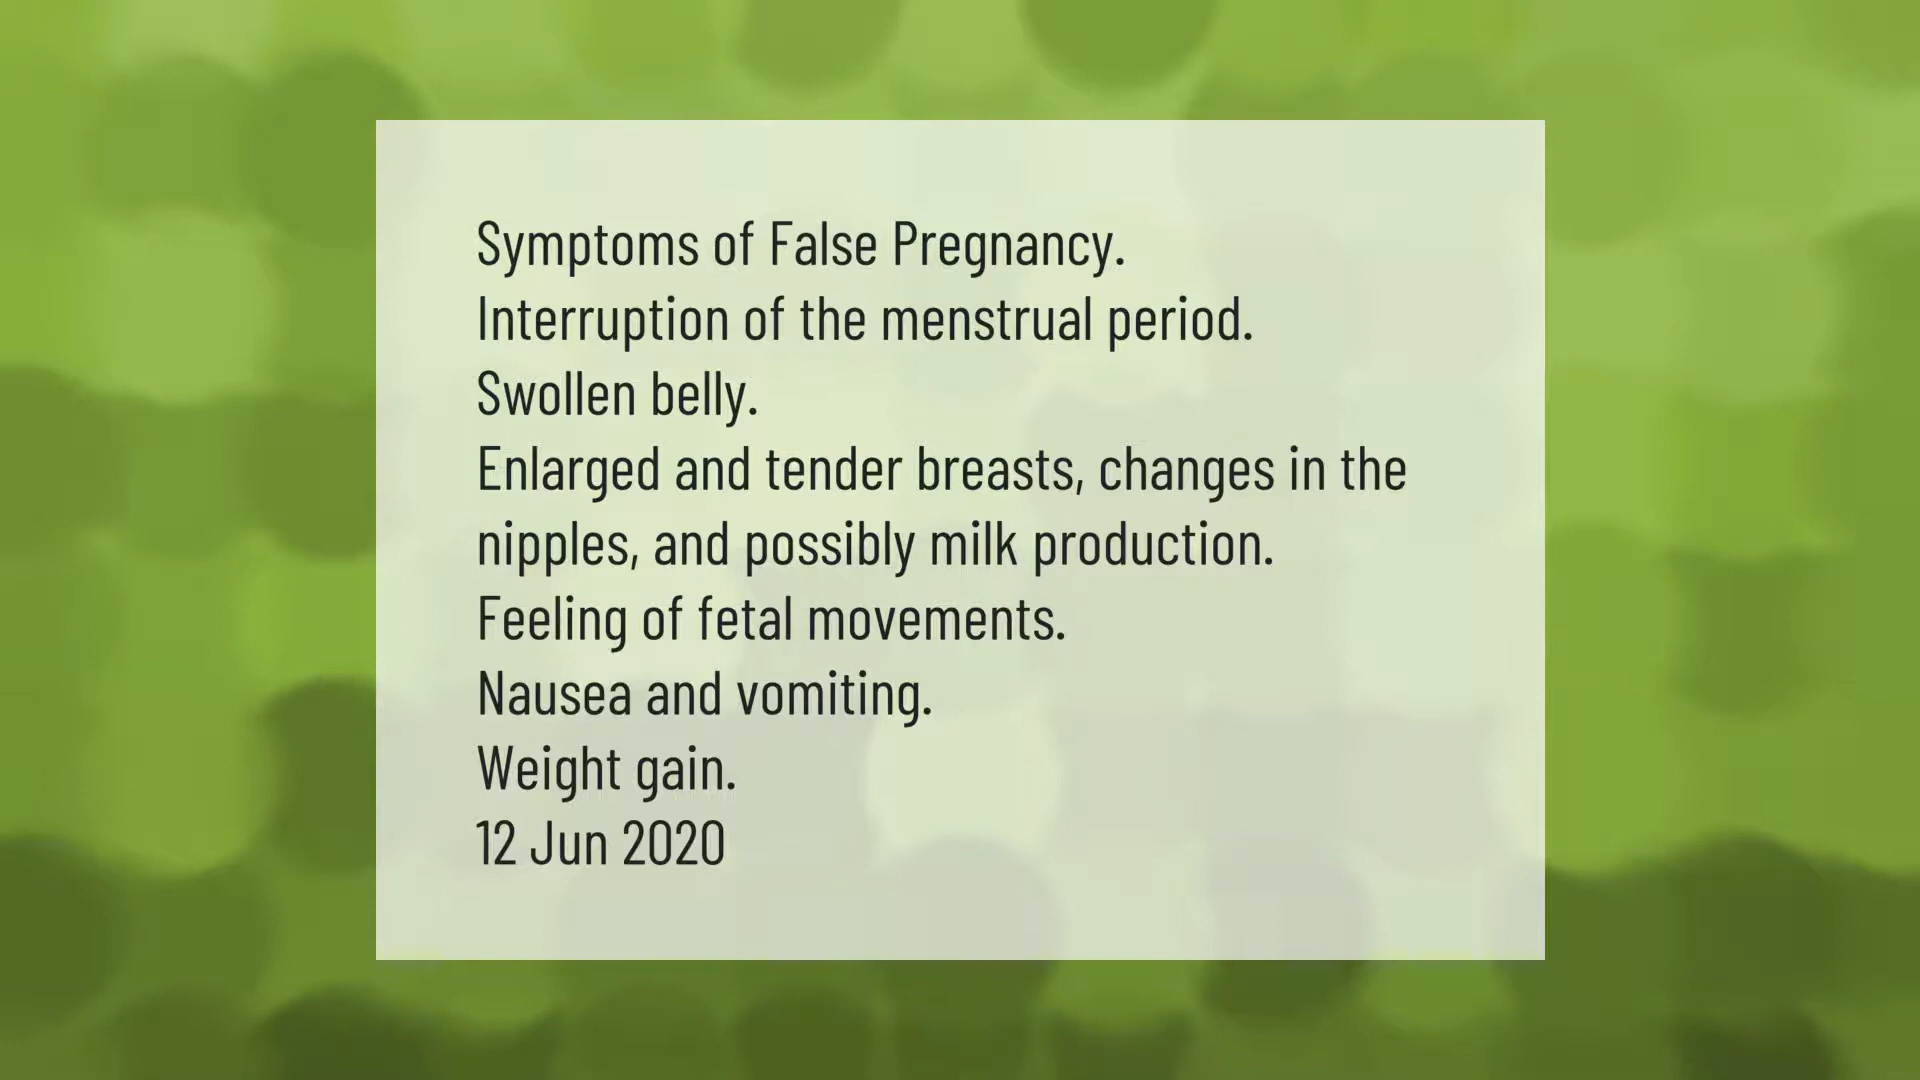 Symptoms of False Pregnancy.
Interruption of the menstrual period.
Swollen belly.
Enlarged and tender breasts, changes in the
nipples, and possibly milk production.
Feeling of fetal movements.
Nausea and vomiting.
Weight gain.
12 Jun 2020